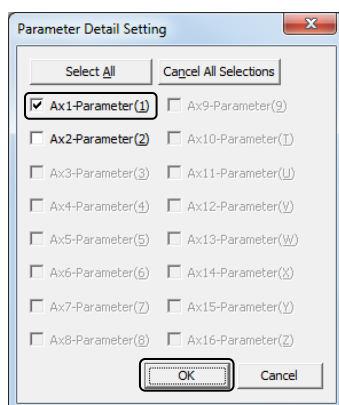 Parameter Detail Setting
Select All Cancel All Selections
Ax1-Parameter(1) Ax9-Parameter(9)
Ax2-Parameter(2) Ax10-Parameter(T)
Ax3-Parameter(3) Ax11-Parameter(U)
Ax4-Parameter(4) Ax12-Parameter(V)
Ax5-Parameter(5) Ax13-Parameter(W)
Ax6-Parameter(6) Ax14-Parameter(X)
Ax7-Parameter(7) Ax15-Parameter(Y)
Ax8-Parameter(8) Ax16-Parameter(Z)
OK Cancel